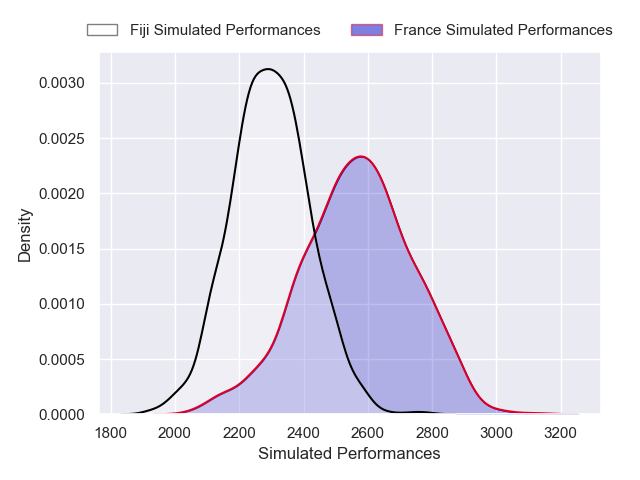 Fiji Simulated Performances France Simulated Performances
0.0030
0.0025
0.0020
0.0015
0.0010
0.0005
0.0000
Density
1800 2000 2200 2400 2600 2800 3000 3200
Simulated Performances